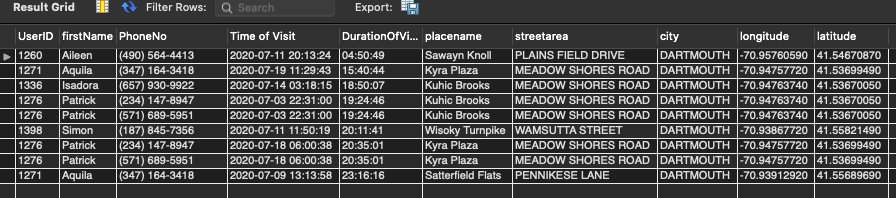 Result Grid Filter Rows: Search Export:
UserID firstName PhoneNo Time of Visit DurationOfVi... placename streetarea city longitude latitude
1260 Aileen (490) 564-4413 2020-07-11 20:13:24 04:50:49 Sawayn Knoll PLAINS FIELD DRIVE DARTMOUTH -70.95760590 41.54670870
1271 Aquila (347) 164-3418 2020-07-19 11:29:43 15:40:44 Kyra Plaza MEADOW SHORES ROAD DARTMOUTH -70.94757720 41.53699490
1336 Isadora (657) 930-9922 2020-07-14 03:18:15 18:50:07 Kuhic Brooks MEADOW SHORES ROAD DARTMOUTH -70.94763740 41.53670050
1276 Patrick (234) 147-8947 2020-07-03 22:31:00 19:24:46 Kuhic Brooks MEADOW SHORES ROAD DARTMOUTH -70.94763740 41.53670050
1276 Patrick (571) 689-5951 2020-07-03 22:31:00 19:24:46 Kuhic Brooks MEADOW SHORES ROAD DARTMOUTH -70.94763740 41.53670050
1398 Simon (187) 845-7356 2020-07-11 11:50:19 20:11:41 Wisoky Turnpike WAMSUTTA STREET DARTMOUTH -70.93867720 41.55821490
1276 Patrick (234) 147-8947 2020-07-18 06:00:38 20:35:01 Kyra Plaza MEADOW SHORES ROAD DARTMOUTH -70.94757720 41.53699490
1276 Patrick (571) 689-5951 2020-07-18 06:00:38 20:35:01 Kyra Plaza MEADOW SHORES ROAD DARTMOUTH -70.94757720 41.53699490
1271 Aquila (347) 164-3418 2020-07-09 13:13:58 23:16:16 Satterfield Flats PENNIKESE LANE DARTMOUTH -70.93912920 41.55689690